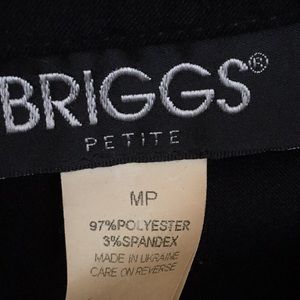 BRIGGS®
PETITE
MP
97%POLYESTER
3%SPANDEX
MADE IN UKRAINE
CARE ON REVERSE